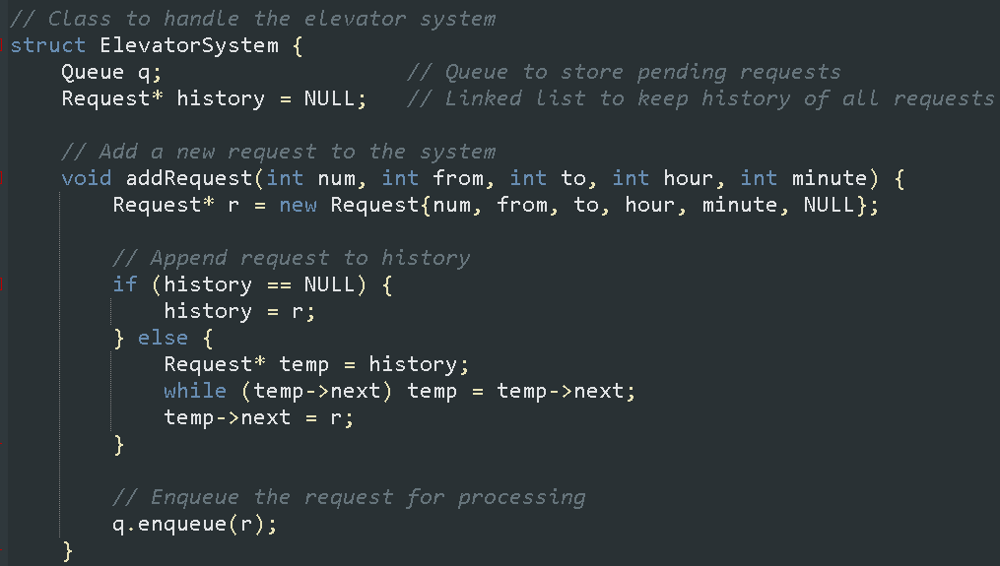 // Class to handle the elevator system
struct ElevatorSystem {
    Queue q;                   // Queue to store pending requests
    Request* history = NULL;   // Linked list to keep history of all requests

    // Add a new request to the system
    void addRequest(int num, int from, int to, int hour, int minute) {
        Request* r = new Request{num, from, to, hour, minute, NULL};

        // Append request to history
        if (history == NULL) {
            history = r;
        } else {
            Request* temp = history;
            while (temp->next) temp = temp->next;
            temp->next = r;
        }

        // Enqueue the request for processing
        q.enqueue(r);
    }